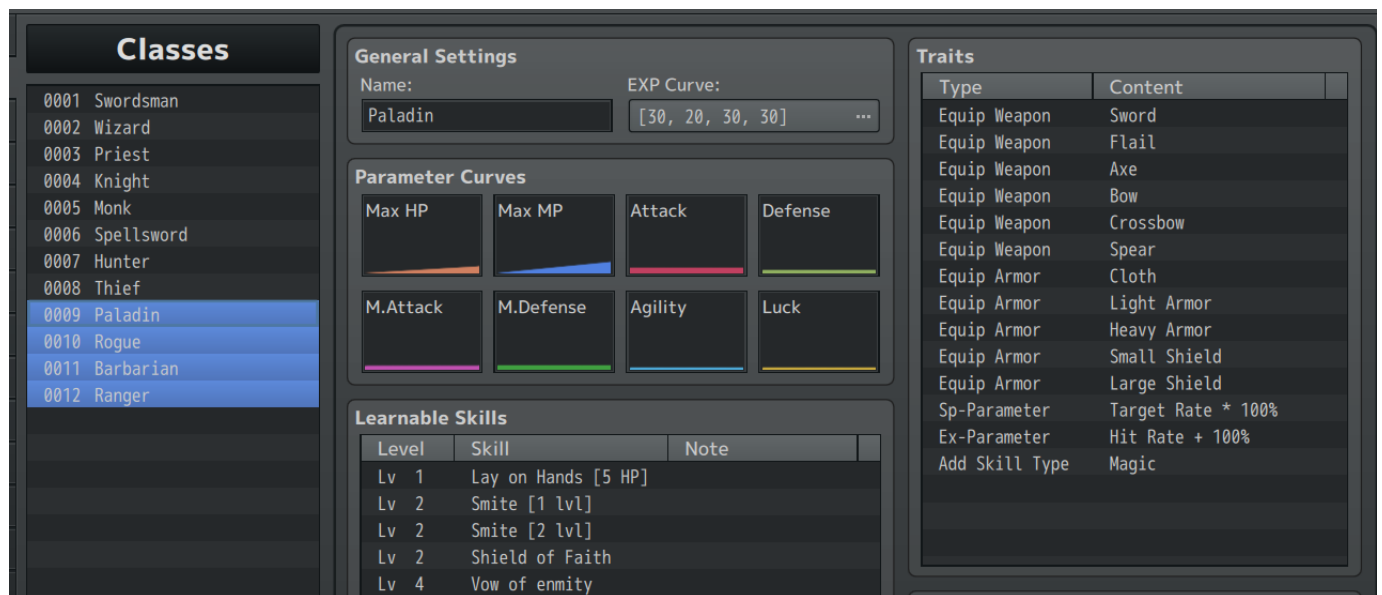 Classes
0001 Swordsman
0002 Wizard
0003 Priest
0004 Knight
0005 Monk
0006 Spellsword
0007 Hunter
0008 Thief
0009 Paladin
0010 Rogue
0011 Barbarian
0012 Ranger
General Settings
Name: EXP Curve:
Paladin [30, 20, 30, 30] ...
Parameter Curves
Max HP Max MP Attack Defense
M.Attack M.Defense Agility Luck
Learnable Skills
Level Skill Note
Lv 1 Lay on Hands [5 HP]
Lv 2 Smite [1 lvl]
Lv 2 Smite [2 lvl]
Lv 2 Shield of Faith
Lv 4 Vow of enmity
Traits
Type Content
Equip Weapon Sword
Equip Weapon Flail
Equip Weapon Axe
Equip Weapon Bow
Equip Weapon Crossbow
Equip Weapon Spear
Equip Armor Cloth
Equip Armor Light Armor
Equip Armor Heavy Armor
Equip Armor Small Shield
Equip Armor Large Shield
Sp-Parameter Target Rate * 100%
Ex-Parameter Hit Rate + 100%
Add Skill Type Magic